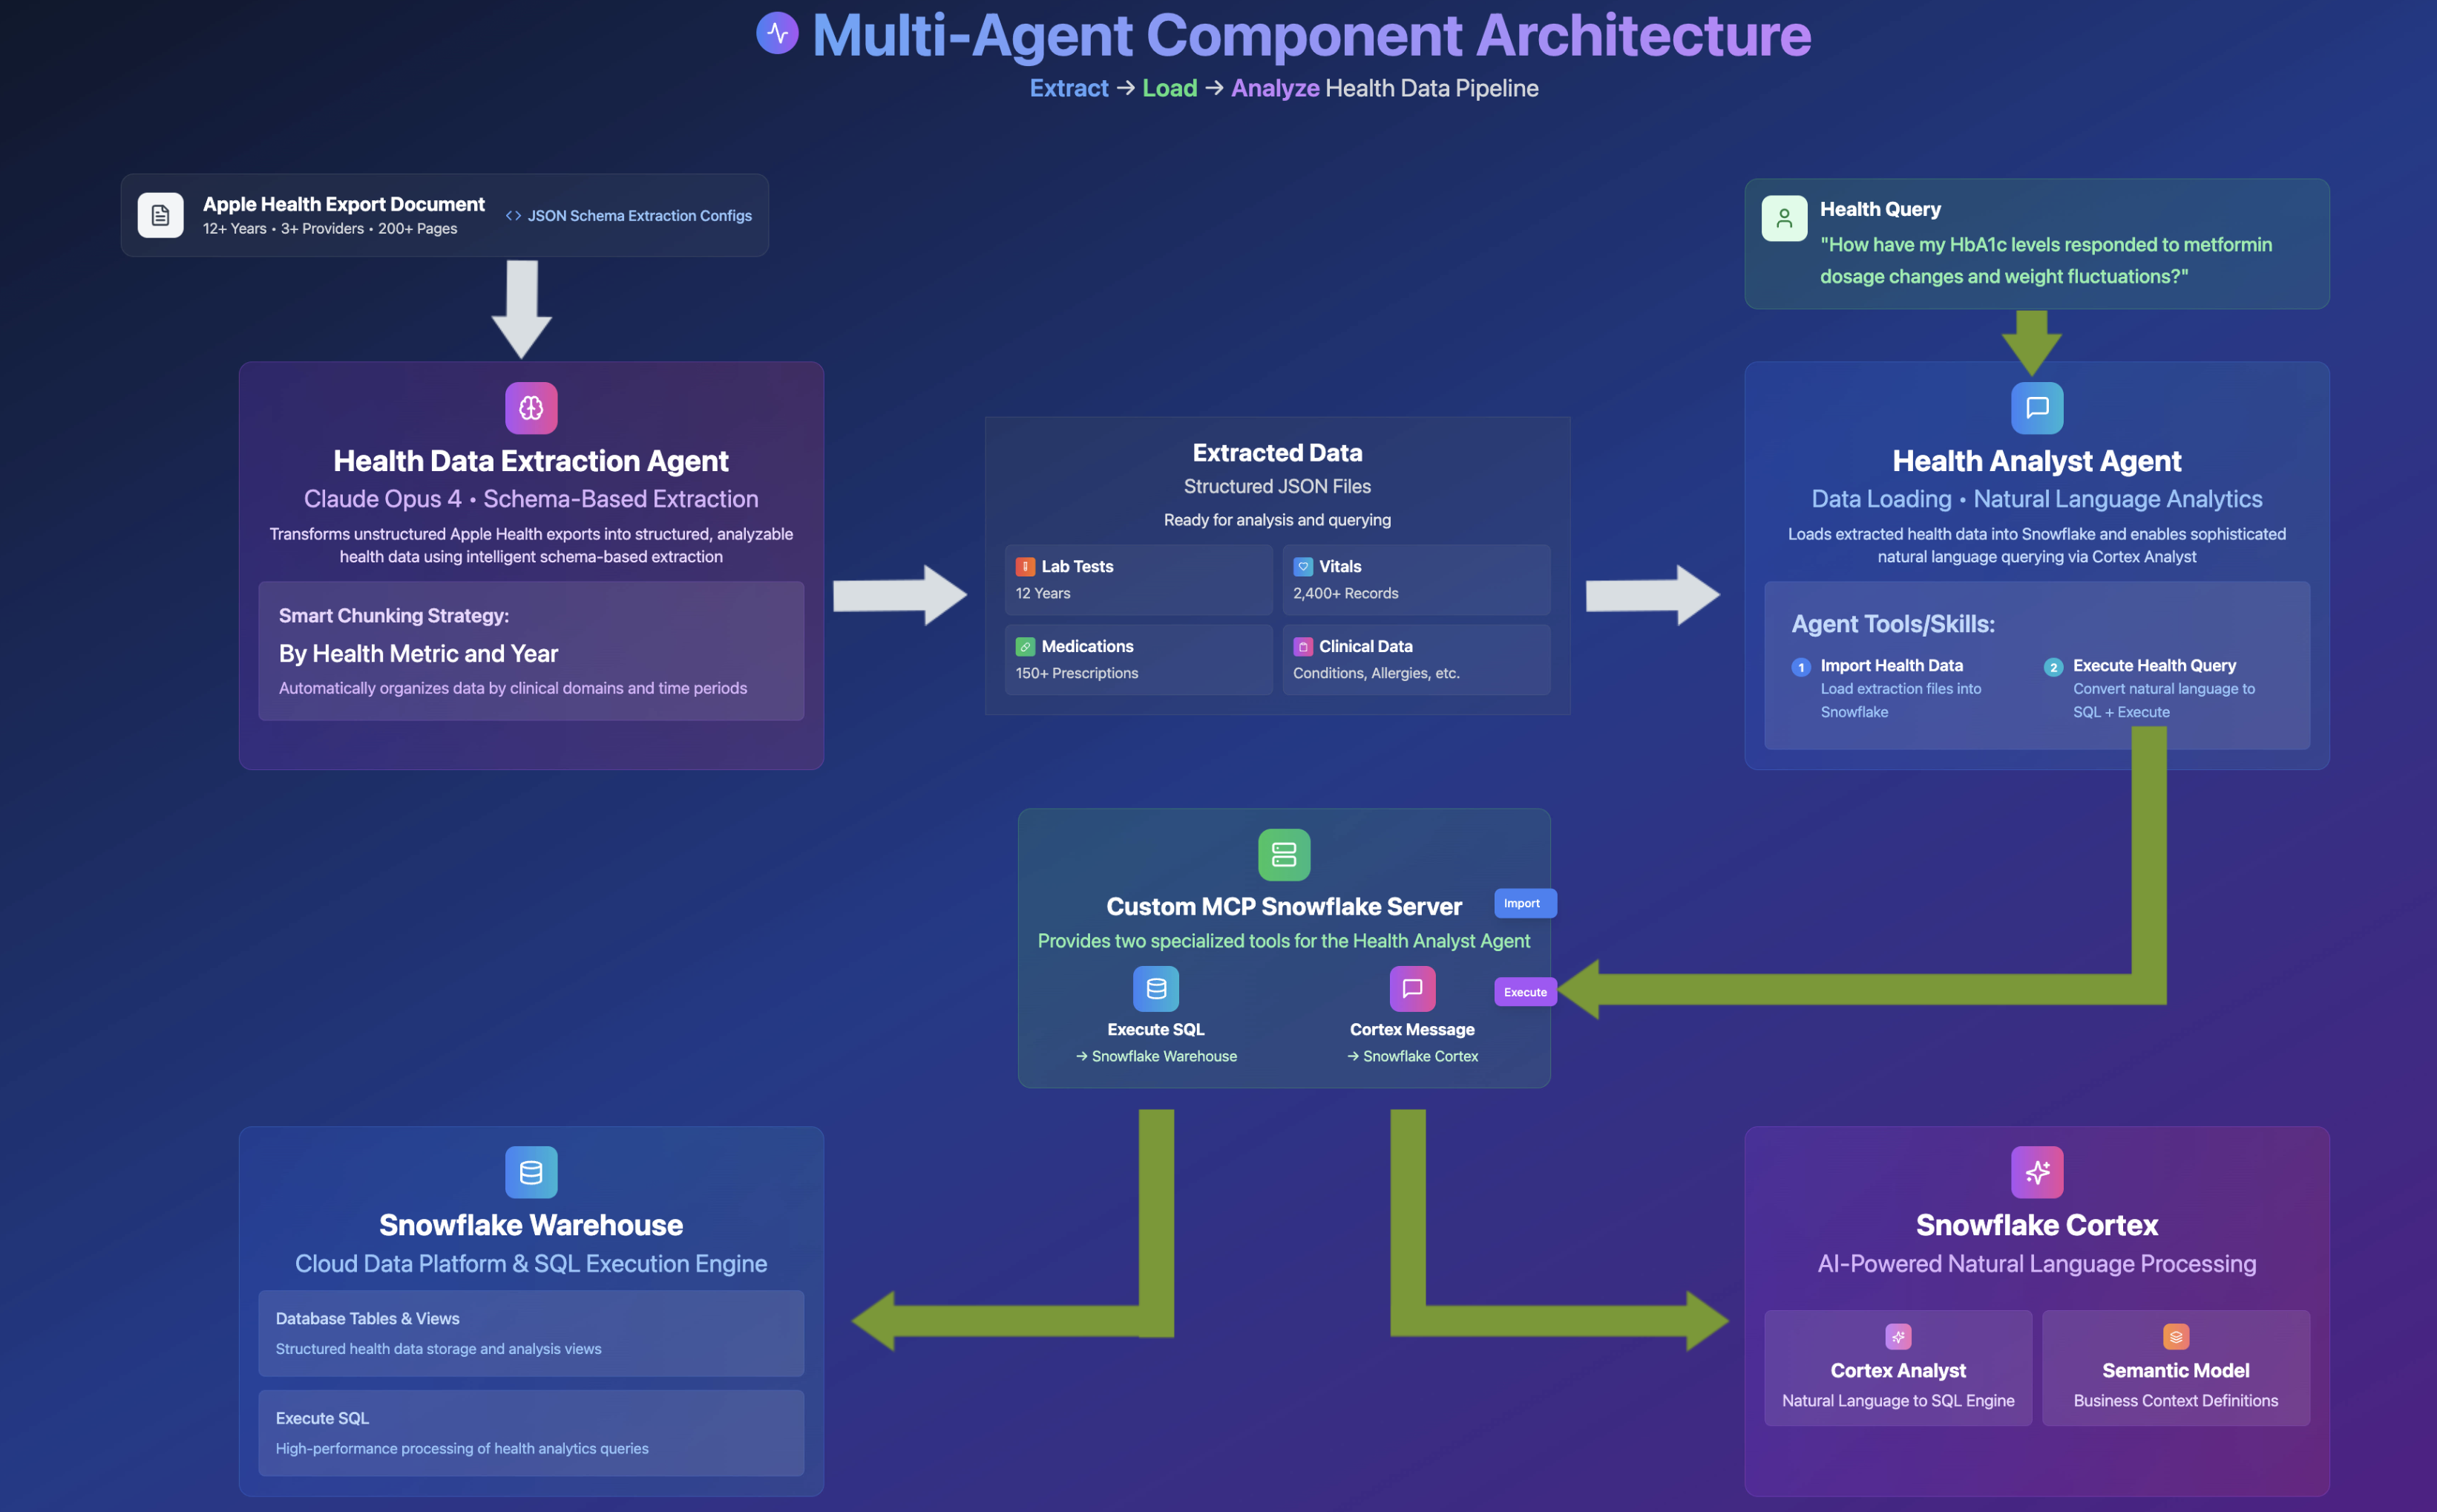 Multi-Agent Component Architecture
Extract → Load → Analyze Health Data Pipeline
Apple Health Export Document
12+ Years • 3+ Providers • 200+ Pages
<> JSON Schema Extraction Configs
Health Query
"How have my HbA1c levels responded to metformin
dosage changes and weight fluctuations?"
Health Data Extraction Agent
Claude Opus 4 • Schema-Based Extraction
Transforms unstructured Apple Health exports into structured, analyzable
health data using intelligent schema-based extraction
Smart Chunking Strategy:
By Health Metric and Year
Automatically organizes data by clinical domains and time periods
Extracted Data
Structured JSON Files
Ready for analysis and querying
Lab Tests
12 Years
Vitals
2,400+ Records
Medications
150+ Prescriptions
Clinical Data
Conditions, Allergies, etc.
Health Analyst Agent
Data Loading • Natural Language Analytics
Loads extracted health data into Snowflake and enables sophisticated
natural language querying via Cortex Analyst
Agent Tools/Skills:
1 Import Health Data
Load extraction files into
Snowflake
2 Execute Health Query
Convert natural language to
SQL + Execute
Custom MCP Snowflake Server
Import
Provides two specialized tools for the Health Analyst Agent
Execute
Execute SQL
→ Snowflake Warehouse
Cortex Message
→ Snowflake Cortex
Snowflake Warehouse
Cloud Data Platform & SQL Execution Engine
Database Tables & Views
Structured health data storage and analysis views
Execute SQL
High-performance processing of health analytics queries
Snowflake Cortex
AI-Powered Natural Language Processing
Cortex Analyst
Natural Language to SQL Engine
Semantic Model
Business Context Definitions